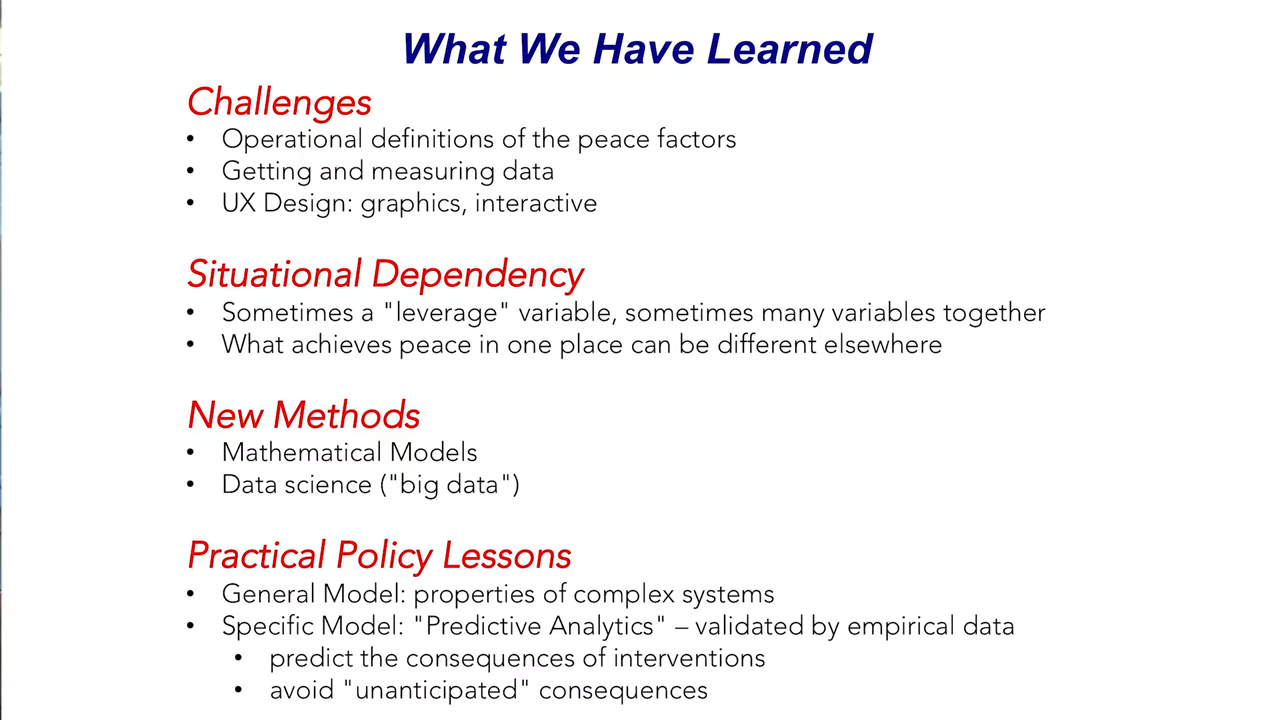 What We Have Learned
Challenges
• Operational definitions of the peace factors
• Getting and measuring data
• UX Design: graphics, interactive
Situational Dependency
• Sometimes a "leverage" variable, sometimes many variables together
• What achieves peace in one place can be different elsewhere
New Methods
• Mathematical Models
• Data science ("big data")
Practical Policy Lessons
• General Model: properties of complex systems
• Specific Model: "Predictive Analytics" – validated by empirical data
• predict the consequences of interventions
• avoid "unanticipated" consequences